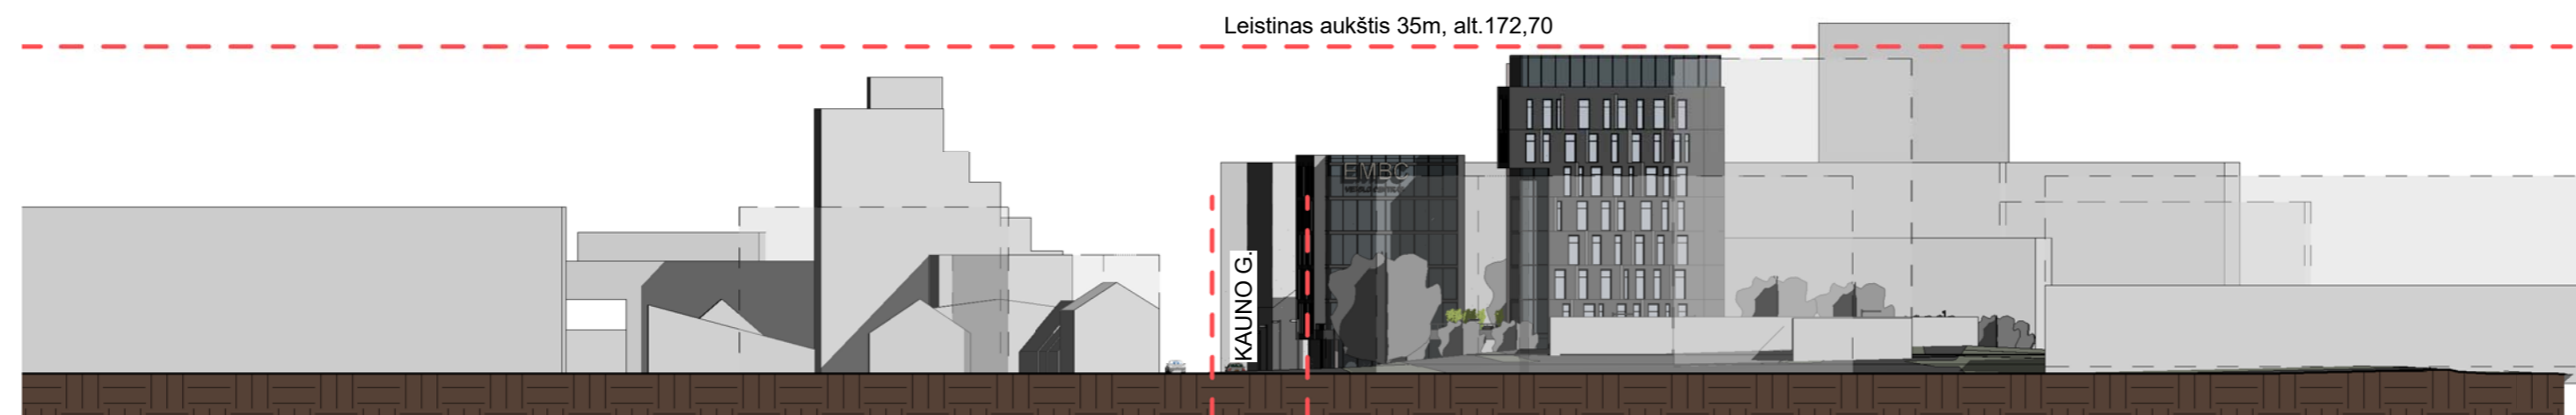 Leistinas aukštis 35m, alt.172,70
EMBC
KAUNO G.